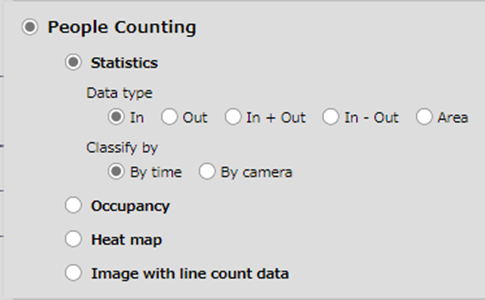 People Counting
Statistics
Data type
In Out In + Out In - Out Area
Classify by
By time By camera
Occupancy
Heat map
Image with line count data